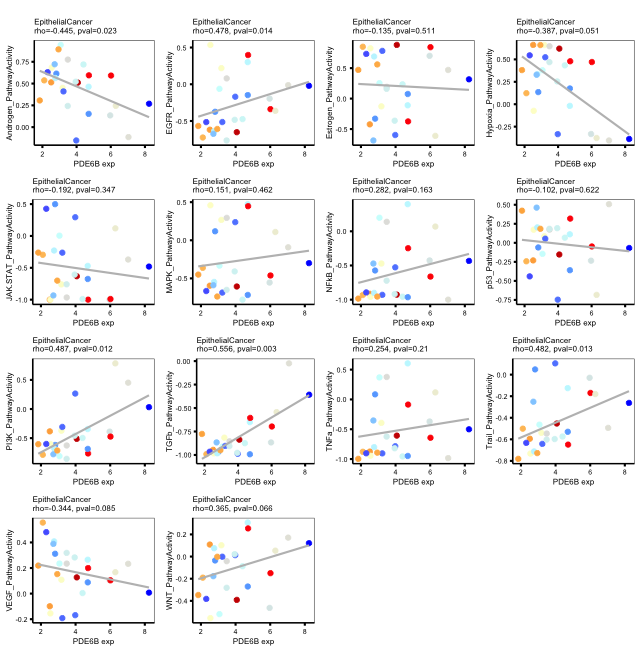 EpithelialCancer
rho=-0.445, pval=0.023
Androgen_PathwayActivity
0.75
0.50
0.25
0.00
2
4
6
8
PDE6B exp
EpithelialCancer
rho=0.478, pval=0.014
EGFR_PathwayActivity
0.5
0.0
-0.5
2
4
6
8
PDE6B exp
EpithelialCancer
rho=-0.135, pval=0.511
Estrogen_PathwayActivity
0.5
0.0
-0.5
2
4
6
8
PDE6B exp
EpithelialCancer
rho=-0.387, pval=0.051
Hypoxia_PathwayActivity
0.50
0.25
0.00
-0.25
2
4
6
8
PDE6B exp
EpithelialCancer
rho=-0.192, pval=0.347
JAK-STAT_PathwayActivity
0.5
0.0
-0.5
-1.0
2
4
6
8
PDE6B exp
EpithelialCancer
rho=0.151, pval=0.462
MAPK_PathwayActivity
0.5
0.0
-0.5
2
4
6
8
PDE6B exp
EpithelialCancer
rho=0.282, pval=0.163
NFkB_PathwayActivity
0.5
0.0
-0.5
-1.0
2
4
6
8
PDE6B exp
EpithelialCancer
rho=-0.102, pval=0.622
p53_PathwayActivity
0.50
0.25
0.00
-0.25
-0.50
-0.75
2
4
6
8
PDE6B exp
EpithelialCancer
rho=0.487, pval=0.012
PI3K_PathwayActivity
0.5
0.0
-0.5
2
4
6
8
PDE6B exp
EpithelialCancer
rho=0.556, pval=0.003
TGFb_PathwayActivity
0.00
-0.25
-0.50
-0.75
-1.00
2
4
6
8
PDE6B exp
EpithelialCancer
rho=0.254, pval=0.21
TNFa_PathwayActivity
0.5
0.0
-0.5
-1.0
2
4
6
8
PDE6B exp
EpithelialCancer
rho=0.482, pval=0.013
Trail_PathwayActivity
0.0
-0.2
-0.4
-0.6
-0.8
2
4
6
8
PDE6B exp
EpithelialCancer
rho=-0.344, pval=0.085
VEGF_PathwayActivity
0.4
0.2
0.0
-0.2
2
4
6
8
PDE6B exp
EpithelialCancer
rho=0.365, pval=0.066
WNT_PathwayActivity
0.2
0.0
-0.2
-0.4
2
4
6
8
PDE6B exp